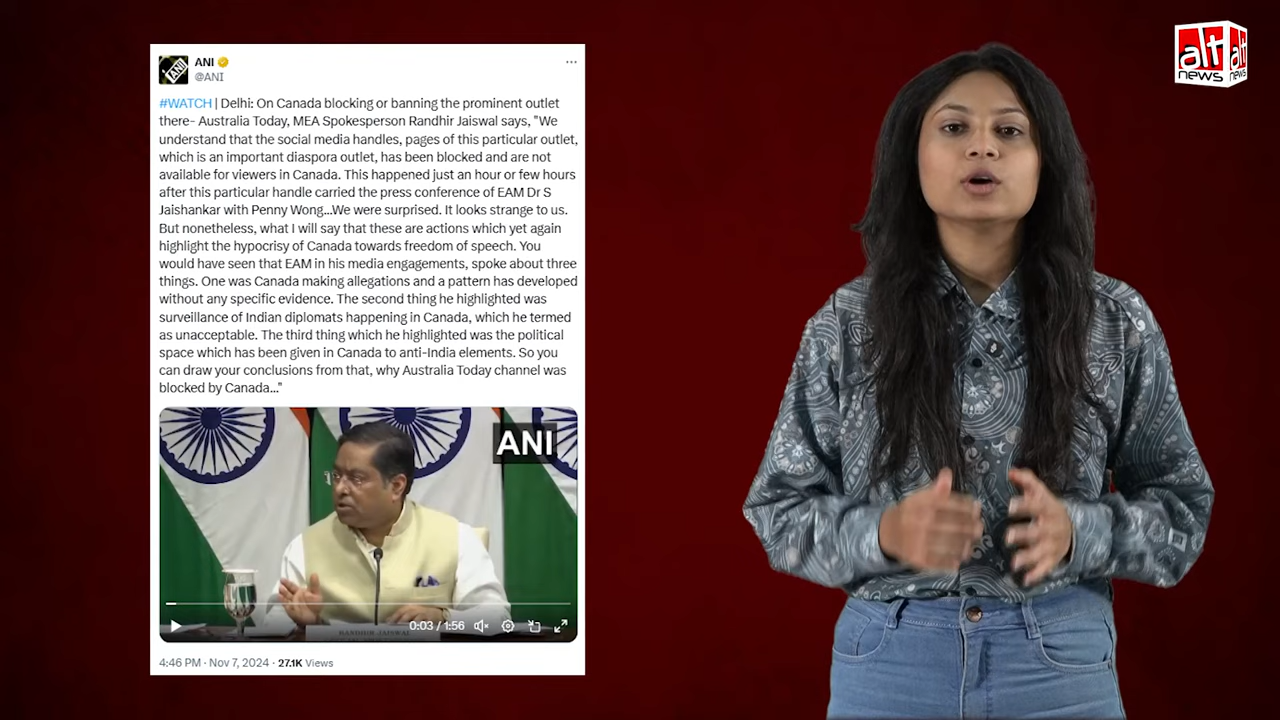 ANI
@ANI
#WATCH | Delhi: On Canada blocking or banning the prominent outlet
there- Australia Today, MEA Spokesperson Randhir Jaiswal says, "We
understand that the social media handles, pages of this particular outlet,
which is an important diaspora outlet, has been blocked and are not
available for viewers in Canada. This happened just an hour or few hours
after this particular handle carried the press conference of EAM Dr S
Jaishankar with Penny Wong...We were surprised. It looks strange to us.
But nonetheless, what I will say that these are actions which yet again
highlight the hypocrisy of Canada towards freedom of speech. You
would have seen that EAM in his media engagements, spoke about three
things. One was Canada making allegations and a pattern has developed
without any specific evidence. The second thing he highlighted was
surveillance of Indian diplomats happening in Canada, which he termed
as unacceptable. The third thing which he highlighted was the political
space which has been given in Canada to anti-India elements. So you
can draw your conclusions from that, why Australia Today channel was
blocked by Canada..."
ANI
0:03 / 1:56
RANDHIR JAISWAL
4:46 PM · Nov 7, 2024 · 27.1K Views
alt
news
alt
news